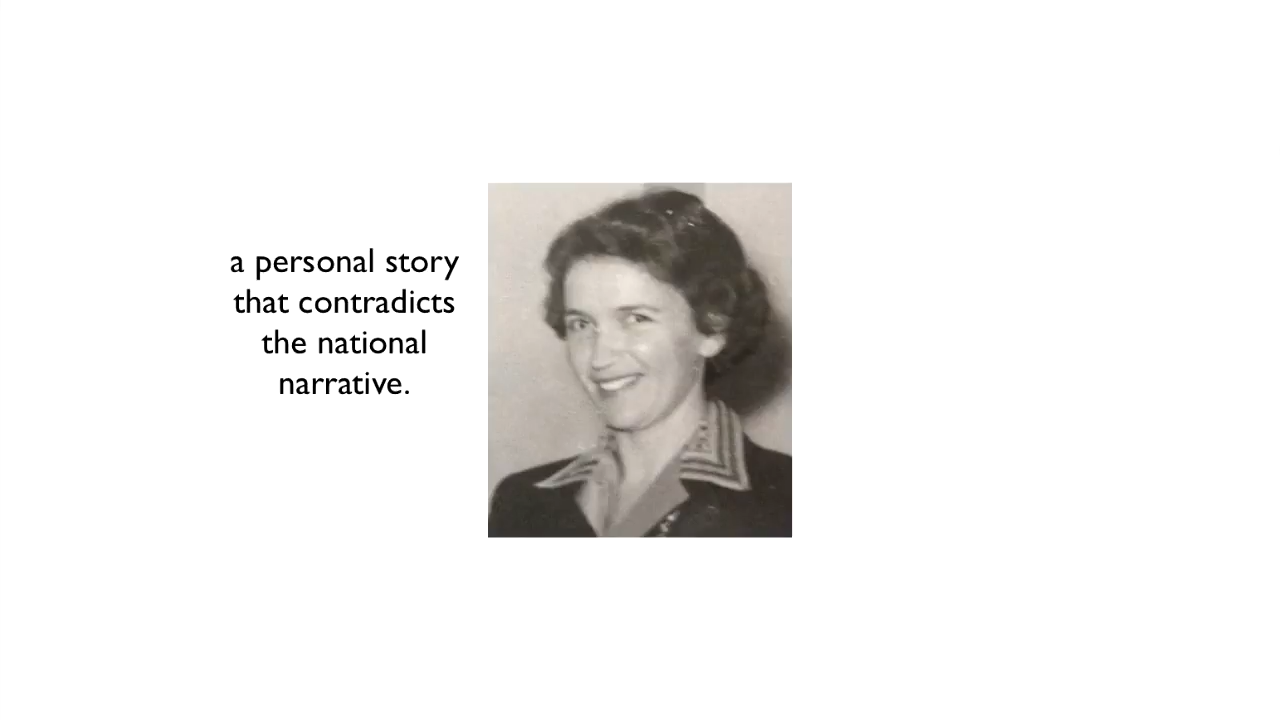 a personal story
that contradicts
the national
narrative.